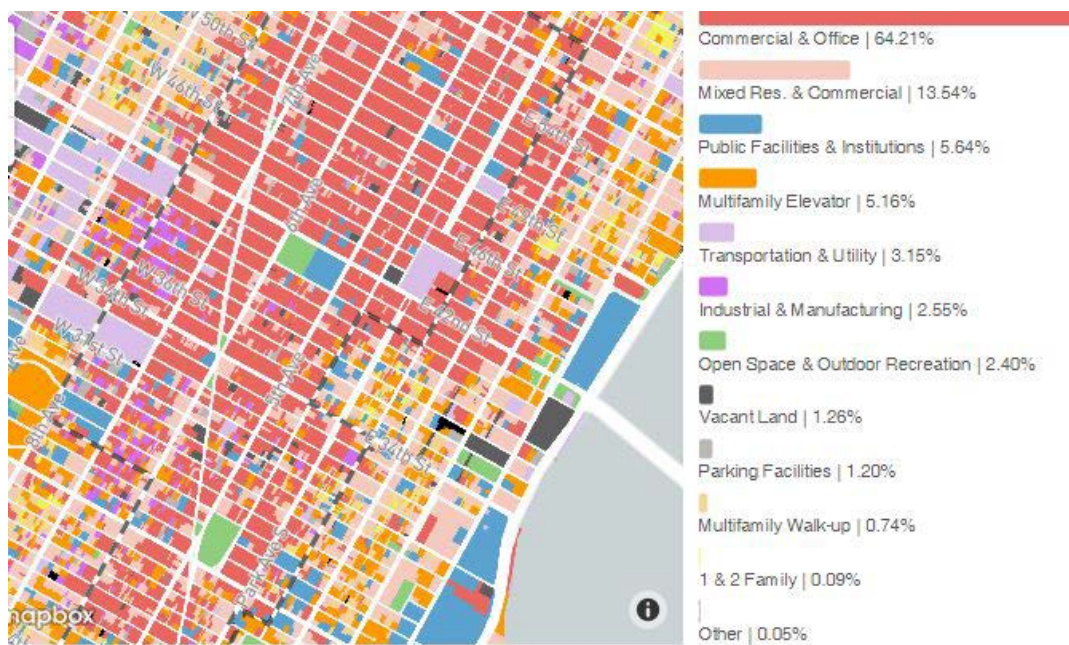 W 50th St
7th Ave
W 46th St
E 54th St
6th Ave
E 49th St
E 46th St
W 36th St
W 34th St
E 42nd St
W 31st St
Ave
5th Ave
8th Ave
E 34th St
Park Ave S
mapbox
Commercial & Office | 64.21%
Mixed Res. & Commercial | 13.54%
Public Facilities & Institutions | 5.64%
Multifamily Elevator | 5.16%
Transportation & Utility | 3.15%
Industrial & Manufacturing | 2.55%
Open Space & Outdoor Recreation | 2.40%
Vacant Land | 1.26%
Parking Facilities | 1.20%
Multifamily Walk-up | 0.74%
1 & 2 Family | 0.09%
Other | 0.05%